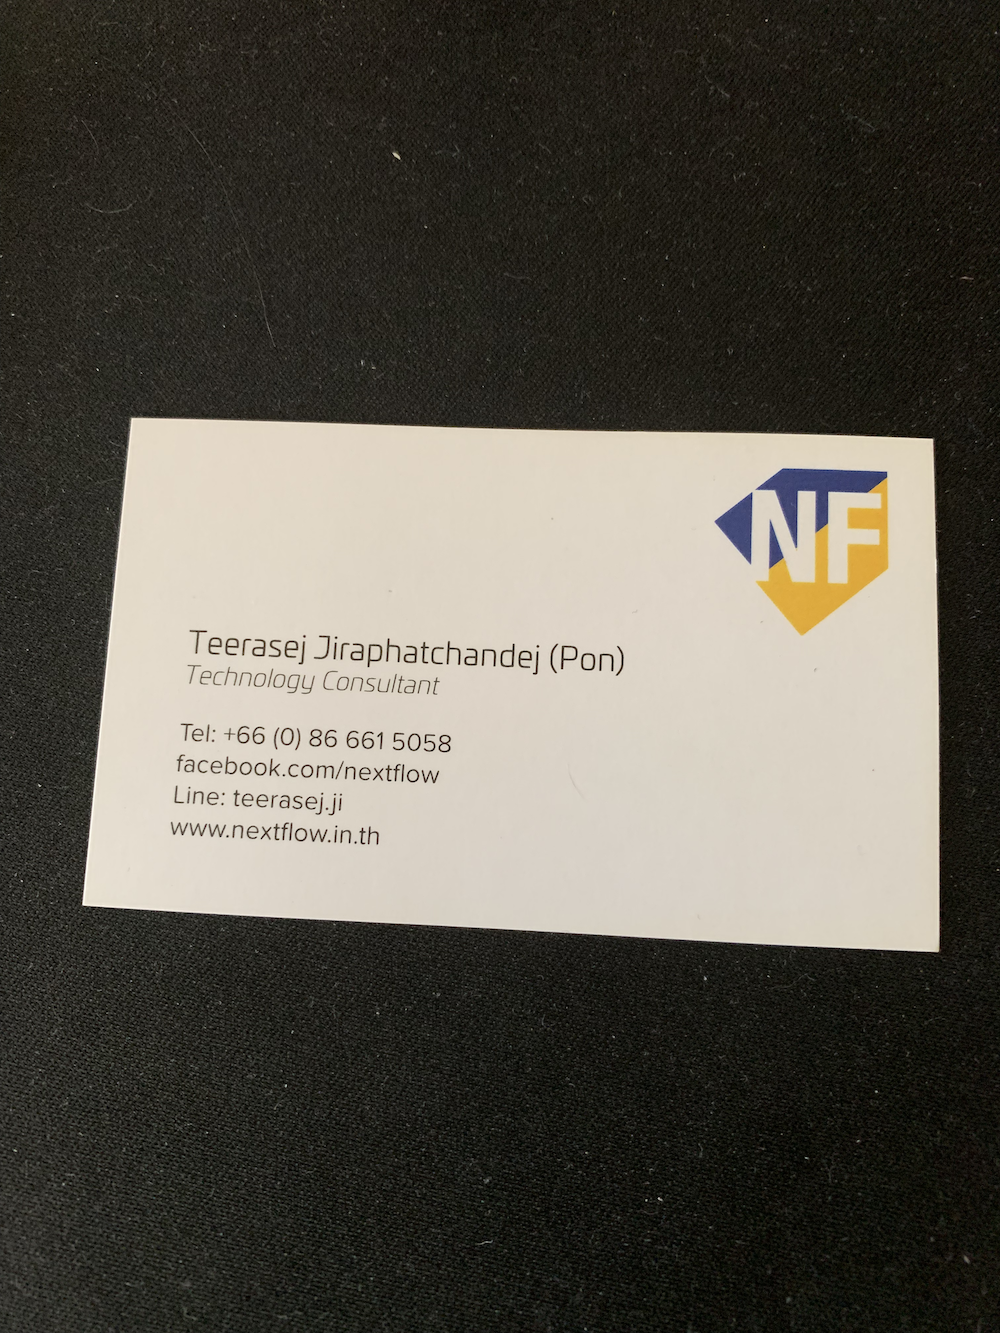 NF
Teerasej Jiraphatchandej (Pon)
Technology Consultant
Tel: +66 (0) 86 661 5058
facebook.com/nextflow
Line: teerasej.ji
www.nextflow.in.th